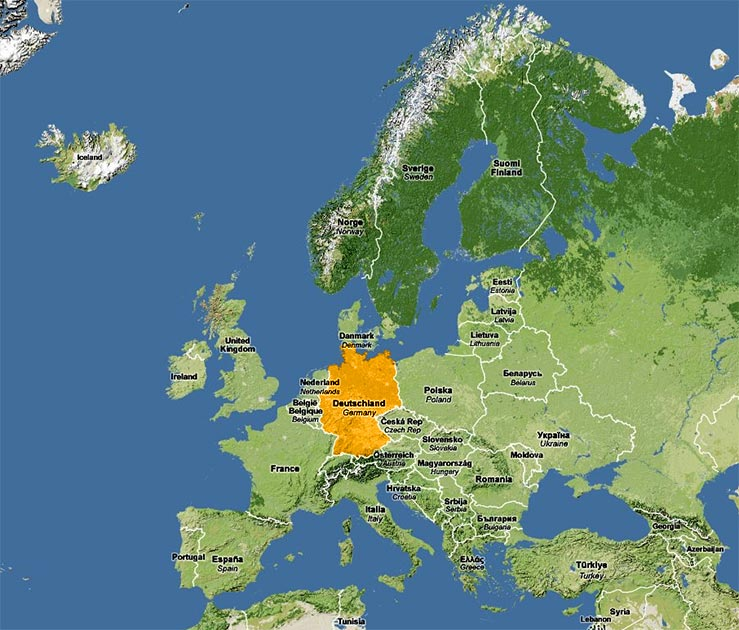 Iceland
Sverige
Sweden
Suomi
Finland
Norge
Norway
Eesti
Estonia
Latvija
Latvia
Danmark
Denmark
Lietuva
Lithuania
United
Kingdom
Ireland
Беларусь
Belarus
Nederland
Netherlands
Polska
Poland
België
Belgique
Belgium
Deutschland
Germany
Česká Rep
Czech Rep
Україна
Ukraine
Slovensko
Slovakia
Österreich
Austria
Moldova
Magyarország
Hungary
France
Romania
Hrvatska
Croatia
Srbija
Serbia
Italia
Italy
България
Bulgaria
Georgia
Azerbaijan
Portugal
España
Spain
Ελλάς
Greece
Türkiye
Turkey
Syria
Lebanon
Tunisia